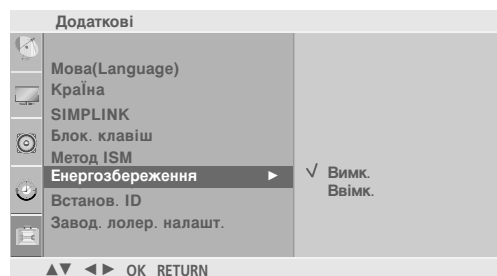 Додаткові
Мова(Language)
КраЇна
SIMPLINK
Блок. клавіш
Метод ISM
Енергозбереження ►
√ Вимк.
Ввімк.
Встанов. ID
Завод. лолер. налашт.
▲▼ ◄► OK RETURN